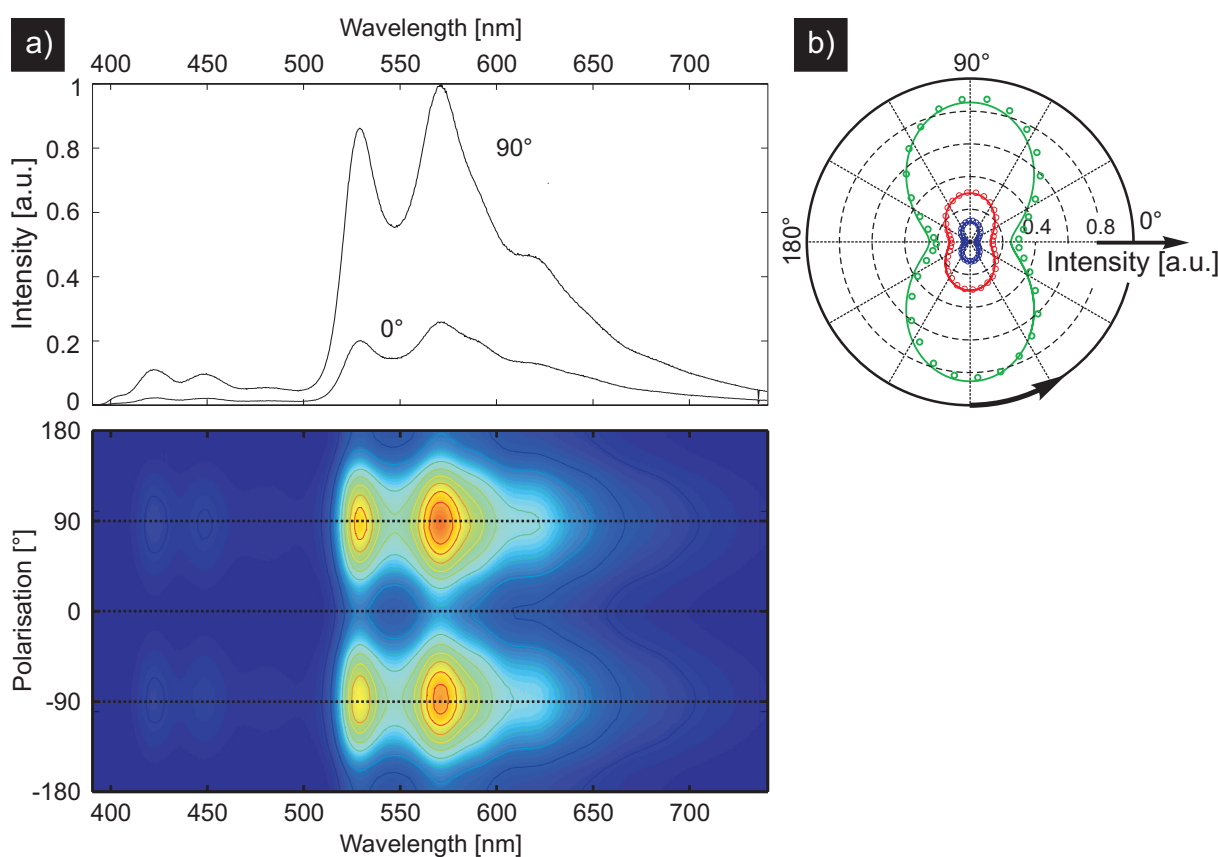 a)
Wavelength [nm]
400 450 500 550 600 650 700
1
0.8
0.6
0.4
0.2
0
Intensity [a.u.]
90°
0°
180
90
0
-90
-180
Polarisation [°]
400 450 500 550 600 650 700
Wavelength [nm]
b)
90°
180°
0.4 0.8 0°
Intensity [a.u.]